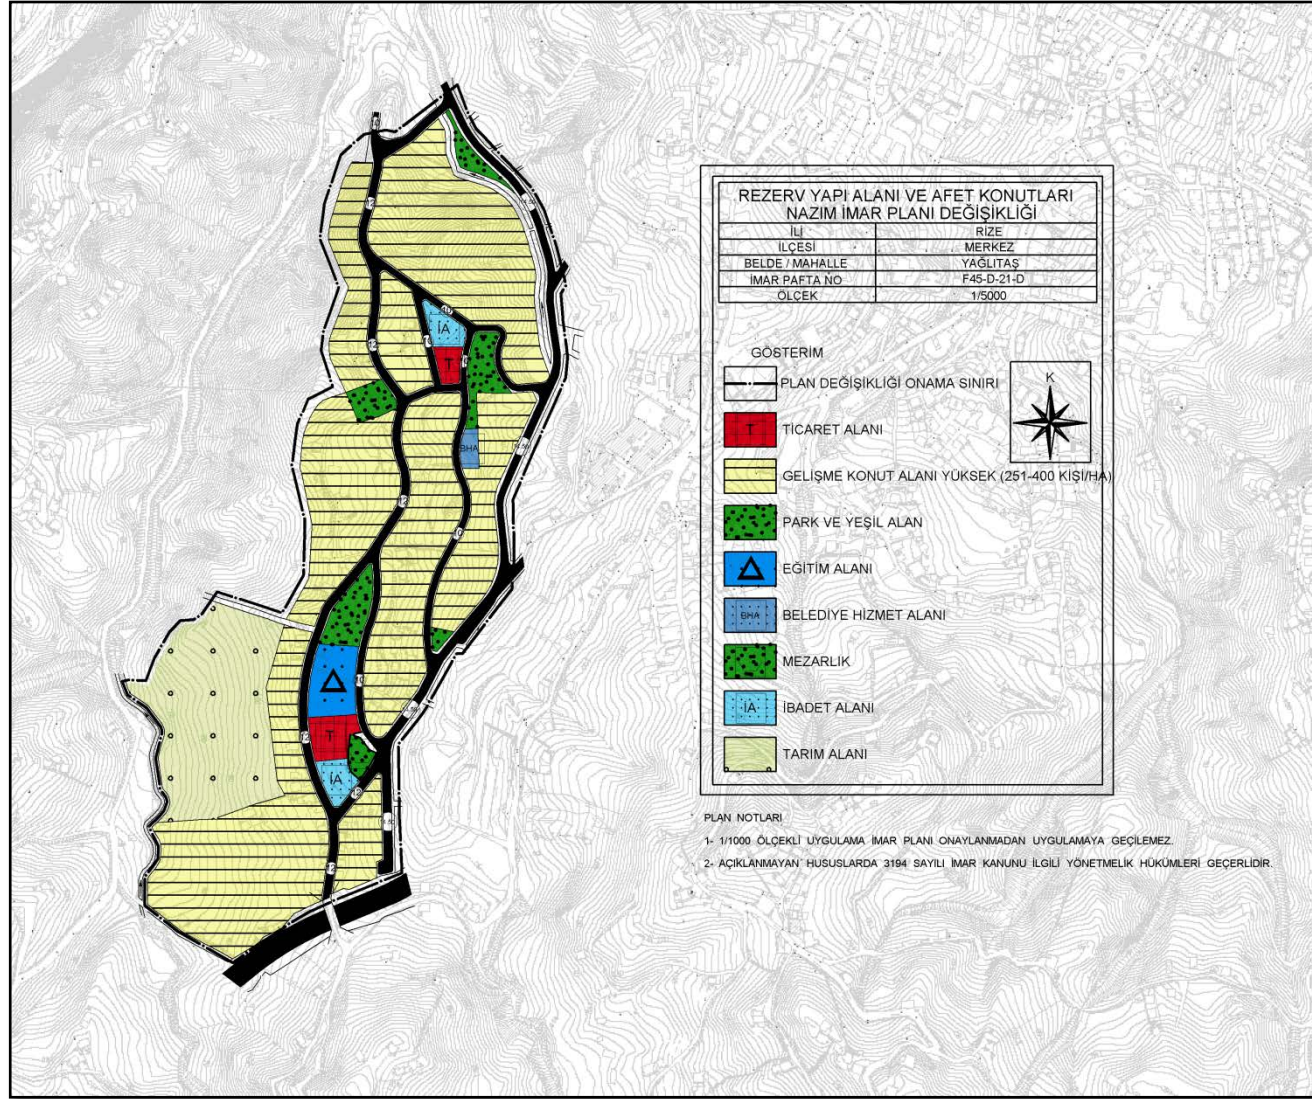 REZERV YAPI ALANI VE AFET KONUTLARI
NAZIM İMAR PLANI DEĞİŞİKLİĞİ
İLİ RİZE
İLÇESİ MERKEZ
BELDE / MAHALLE YAĞLITAŞ
İMAR PAFTA NO F45-D-21-D
ÖLÇEK 1/5000
GÖSTERİM
K
PLAN DEĞİŞİKLİĞİ ONAMA SINIRI
T TİCARET ALANI
GELİŞME KONUT ALANI YÜKSEK (251-400 KİŞİ/HA)
PARK VE YEŞİL ALAN
EĞİTİM ALANI
BHA BELEDİYE HİZMET ALANI
MEZARLIK
İA İBADET ALANI
TARIM ALANI
PLAN NOTLARI
1- 1/1000 ÖLÇEKLİ UYGULAMA İMAR PLANI ONAYLANMADAN UYGULAMAYA GEÇİLEMEZ.
2- AÇIKLANMAYAN HUSUSLARDA 3194 SAYILI İMAR KANUNU İLGİLİ YÖNETMELİK HÜKÜMLERİ GEÇERLİDİR.
İA
T
BHA
12
10
10
T
İA